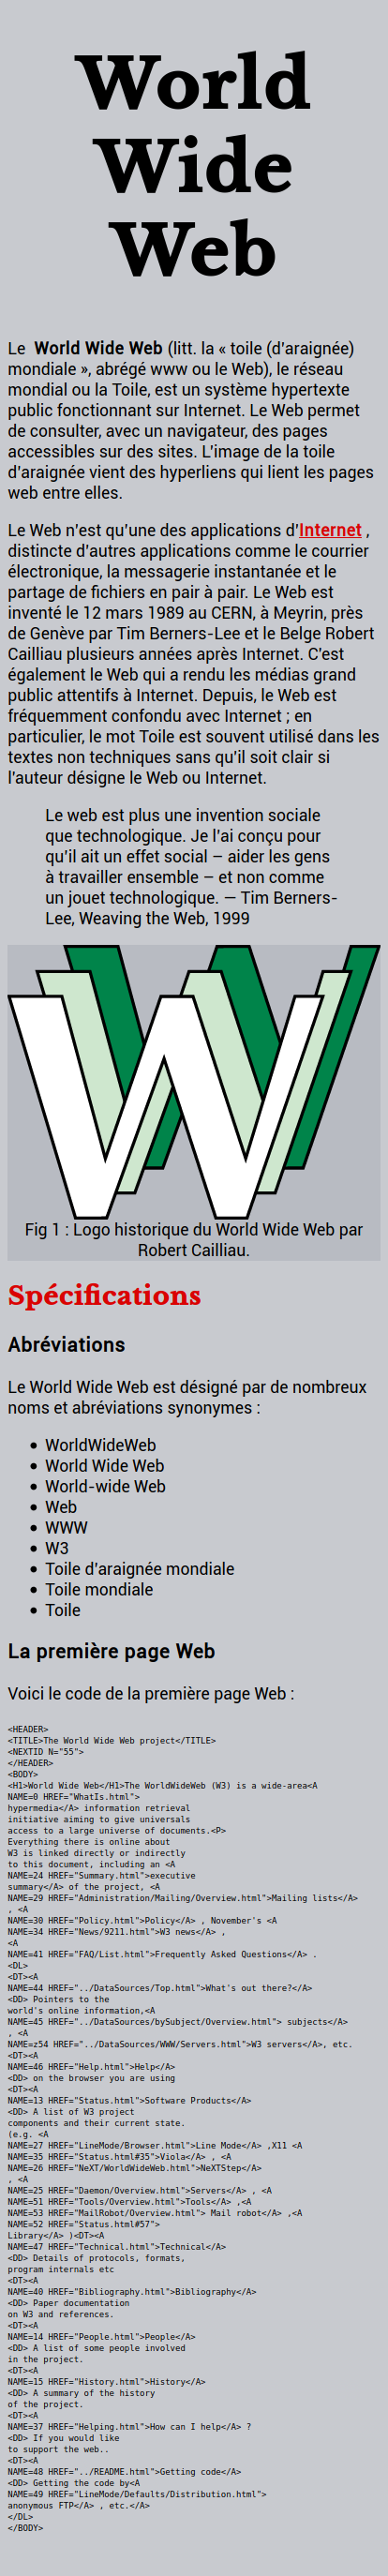 World
Wide
Web
Le World Wide Web (litt. la « toile (d'araignée)
mondiale », abrégé www ou le Web), le réseau
mondial ou la Toile, est un système hypertexte
public fonctionnant sur Internet. Le Web permet
de consulter, avec un navigateur, des pages
accessibles sur des sites. L'image de la toile
d'araignée vient des hyperliens qui lient les pages
web entre elles.
Le Web n'est qu'une des applications d'Internet ,
distincte d'autres applications comme le courrier
électronique, la messagerie instantanée et le
partage de fichiers en pair à pair. Le Web est
inventé le 12 mars 1989 au CERN, à Meyrin, près
de Genève par Tim Berners-Lee et le Belge Robert
Cailliau plusieurs années après Internet. C'est
également le Web qui a rendu les médias grand
public attentifs à Internet. Depuis, le Web est
fréquemment confondu avec Internet ; en
particulier, le mot Toile est souvent utilisé dans les
textes non techniques sans qu'il soit clair si
l'auteur désigne le Web ou Internet.
Le web est plus une invention sociale
que technologique. Je l'ai conçu pour
qu'il ait un effet social – aider les gens
à travailler ensemble – et non comme
un jouet technologique. — Tim Berners-
Lee, Weaving the Web, 1999
Fig 1 : Logo historique du World Wide Web par
Robert Cailliau.
Spécifications
Abréviations
Le World Wide Web est désigné par de nombreux
noms et abréviations synonymes :
• WorldWideWeb
• World Wide Web
• World-wide Web
• Web
• WWW
• W3
• Toile d'araignée mondiale
• Toile mondiale
• Toile
La première page Web
Voici le code de la première page Web :
<HEADER>
<TITLE>The World Wide Web project</TITLE>
<NEXTID N="55">
</HEADER>
<BODY>
<H1>World Wide Web</H1>The WorldWideWeb (W3) is a wide-area<A
NAME=0 HREF="WhatIs.html">
hypermedia</A> information retrieval
initiative aiming to give universals
access to a large universe of documents.<P>
Everything there is online about
W3 is linked directly or indirectly
to this document, including an <A
NAME=24 HREF="Summary.html">executive
summary</A> of the project, <A
NAME=29 HREF="Administration/Mailing/Overview.html">Mailing lists</A>
, <A
NAME=30 HREF="Policy.html">Policy</A> , November's <A
NAME=34 HREF="News/9211.html">W3 news</A> ,
<A
NAME=41 HREF="FAQ/List.html">Frequently Asked Questions</A> .
<DL>
<DT><A
NAME=44 HREF="../DataSources/Top.html">What's out there?</A>
<DD> Pointers to the
world's online information,<A
NAME=45 HREF="../DataSources/bySubject/Overview.html"> subjects</A>
, <A
NAME=z54 HREF="../DataSources/WWW/Servers.html">W3 servers</A>, etc.
<DT><A
NAME=46 HREF="Help.html">Help</A>
<DD> on the browser you are using
<DT><A
NAME=13 HREF="Status.html">Software Products</A>
<DD> A list of W3 project
components and their current state.
(e.g. <A
NAME=27 HREF="LineMode/Browser.html">Line Mode</A> ,X11 <A
NAME=35 HREF="Status.html#35">Viola</A> , <A
NAME=26 HREF="NeXT/WorldWideWeb.html">NeXTStep</A>
, <A
NAME=25 HREF="Daemon/Overview.html">Servers</A> , <A
NAME=51 HREF="Tools/Overview.html">Tools</A> ,<A
NAME=53 HREF="MailRobot/Overview.html"> Mail robot</A> ,<A
NAME=52 HREF="Status.html#57">
Library</A> )<DT><A
NAME=47 HREF="Technical.html">Technical</A>
<DD> Details of protocols, formats,
program internals etc
<DT><A
NAME=40 HREF="Bibliography.html">Bibliography</A>
<DD> Paper documentation
on W3 and references.
<DT><A
NAME=14 HREF="People.html">People</A>
<DD> A list of some people involved
in the project.
<DT><A
NAME=15 HREF="History.html">History</A>
<DD> A summary of the history
of the project.
<DT><A
NAME=37 HREF="Helping.html">How can I help</A> ?
<DD> If you would like
to support the web..
<DT><A
NAME=48 HREF="../README.html">Getting code</A>
<DD> Getting the code by<A
NAME=49 HREF="LineMode/Defaults/Distribution.html">
anonymous FTP</A> , etc.</A>
</DL>
</BODY>